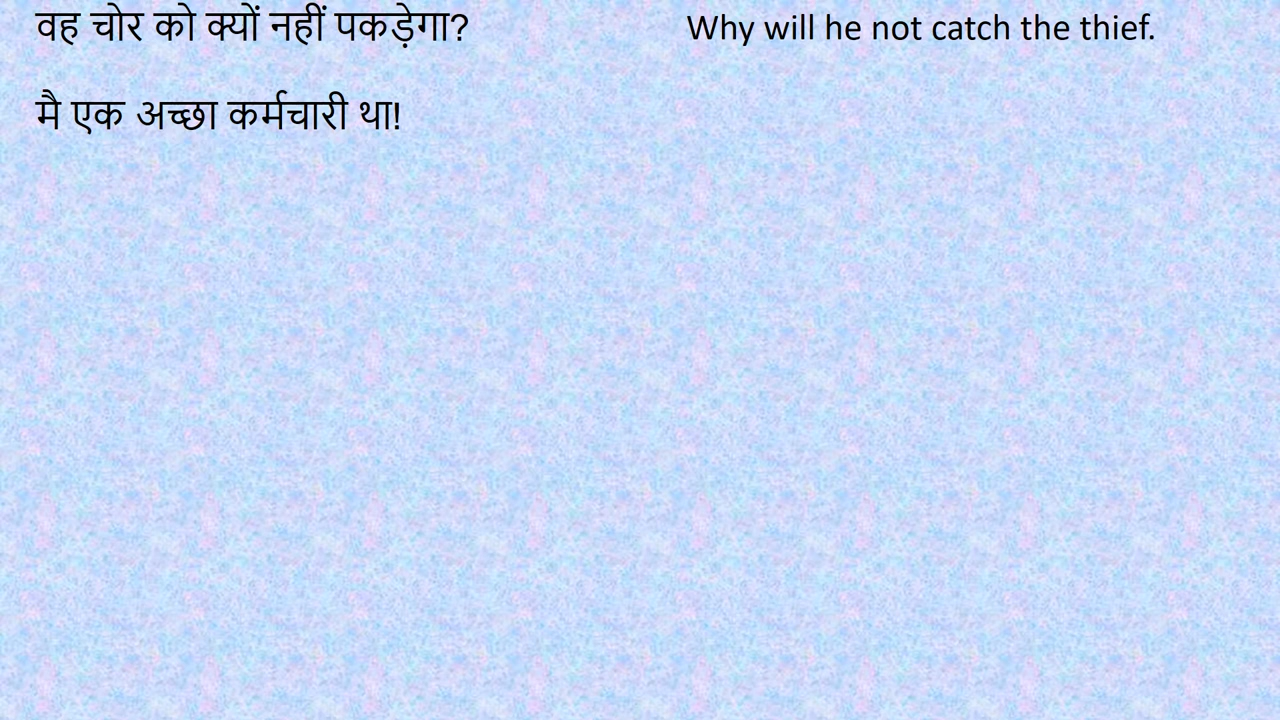 वह चोर को क्यों नहीं पकड़ेगा? Why will he not catch the thief.
मै एक अच्छा कर्मचारी था!